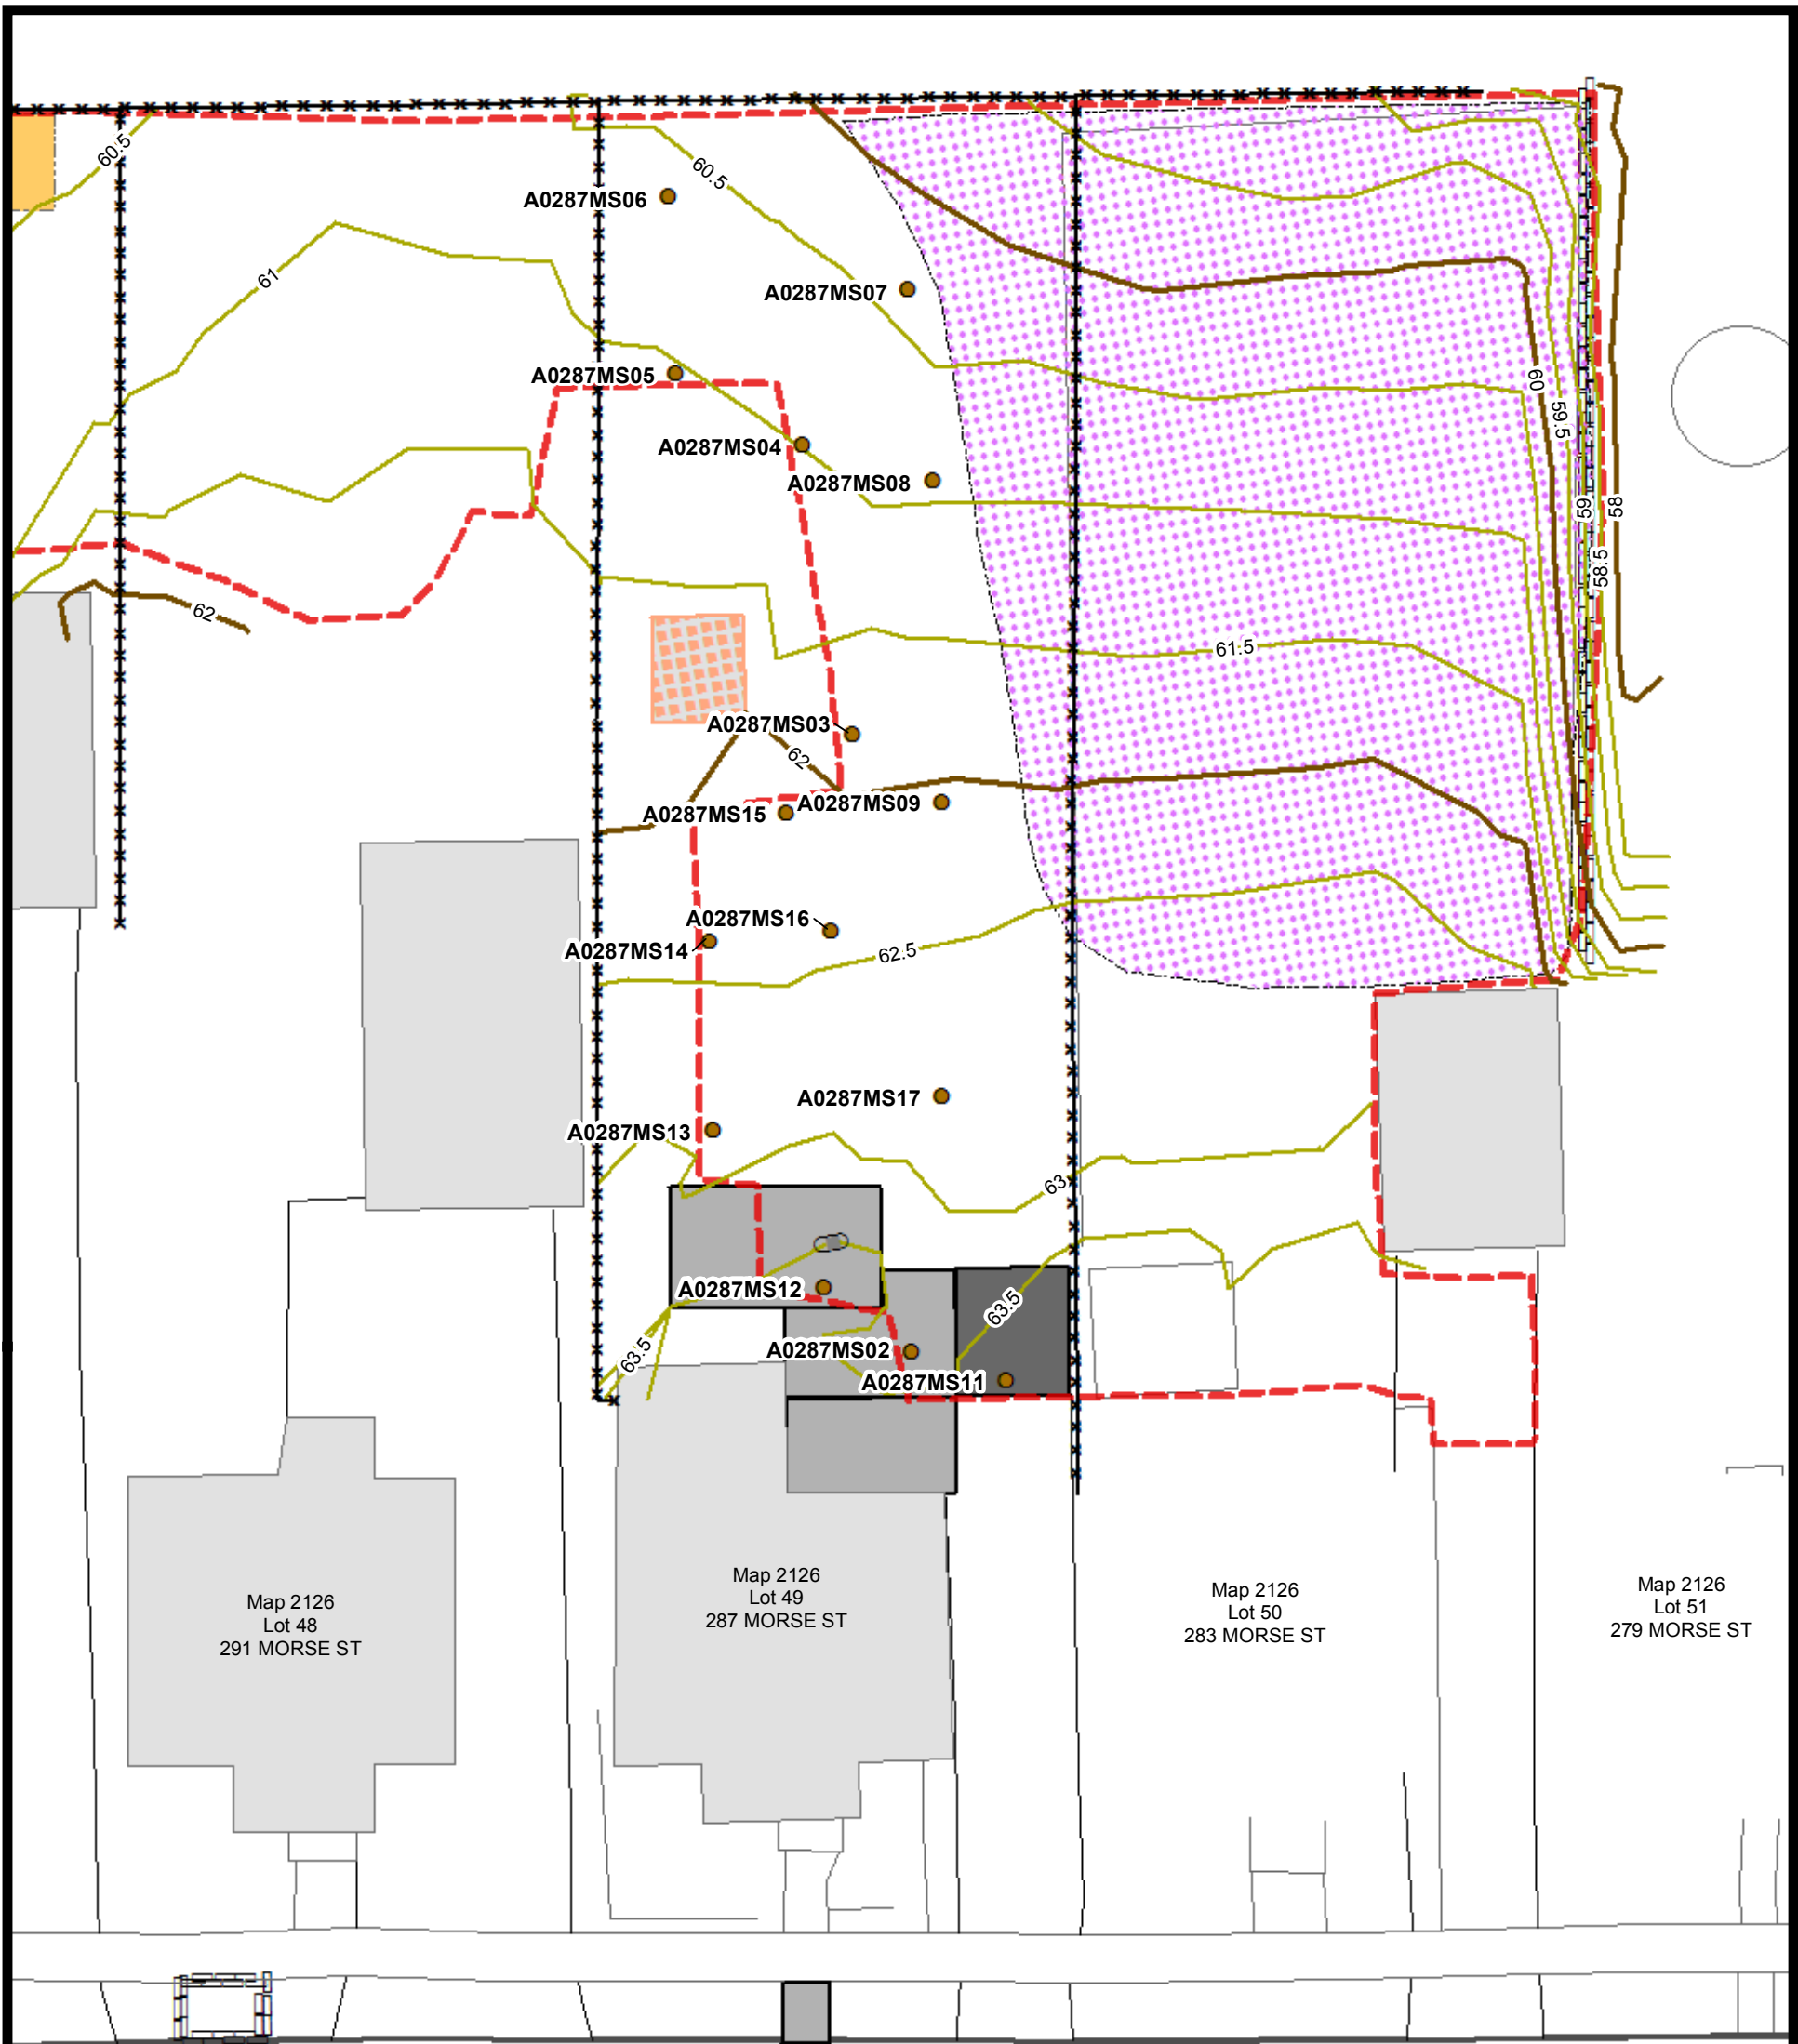 60.5
60.5
A0287MS06
61
A0287MS07
A0287MS05
60
59.5
A0287MS04
A0287MS08
59
58
58.5
62
61.5
A0287MS03
62
A0287MS15
A0287MS09
A0287MS16
A0287MS14
62.5
A0287MS17
A0287MS13
63
A0287MS12
63.5
63.5
A0287MS02
A0287MS11
Map 2126
Lot 48
291 MORSE ST
Map 2126
Lot 49
287 MORSE ST
Map 2126
Lot 50
283 MORSE ST
Map 2126
Lot 51
279 MORSE ST